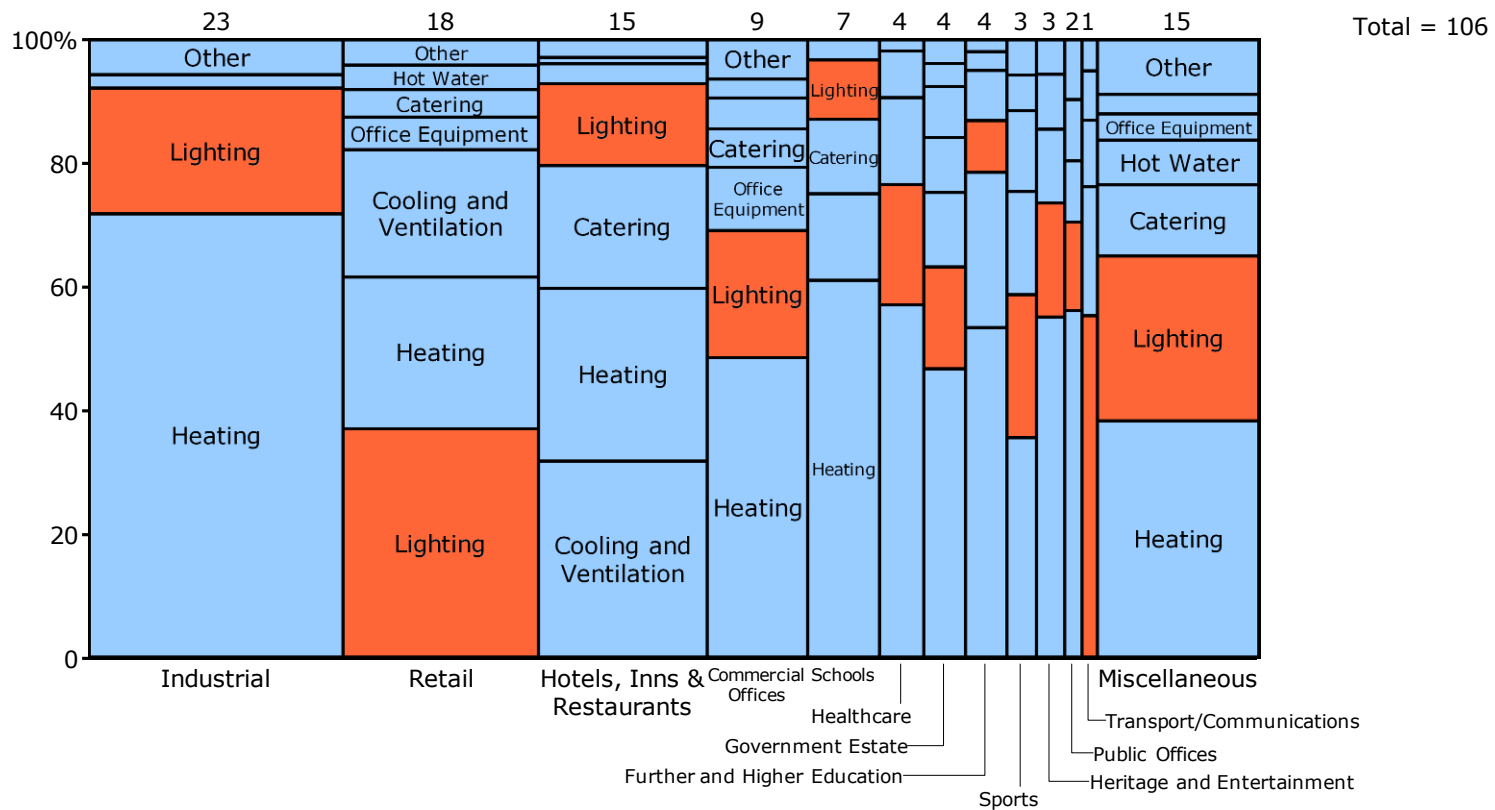 23 18 15 9 7 4 4 4 3 3 2 1 15 Total = 106
100%
80
60
40
20
0
Other
Lighting
Heating
Other
Hot Water
Catering
Office Equipment
Cooling and
Ventilation
Heating
Lighting
Lighting
Catering
Heating
Cooling and
Ventilation
Other
Catering
Office
Equipment
Lighting
Heating
Lighting
Catering
Heating
Other
Office Equipment
Hot Water
Catering
Lighting
Heating
Industrial
Retail
Hotels, Inns &
Restaurants
Commercial
Offices
Schools
Healthcare
Government Estate
Further and Higher Education
Sports
Heritage and Entertainment
Public Offices
Transport/Communications
Miscellaneous